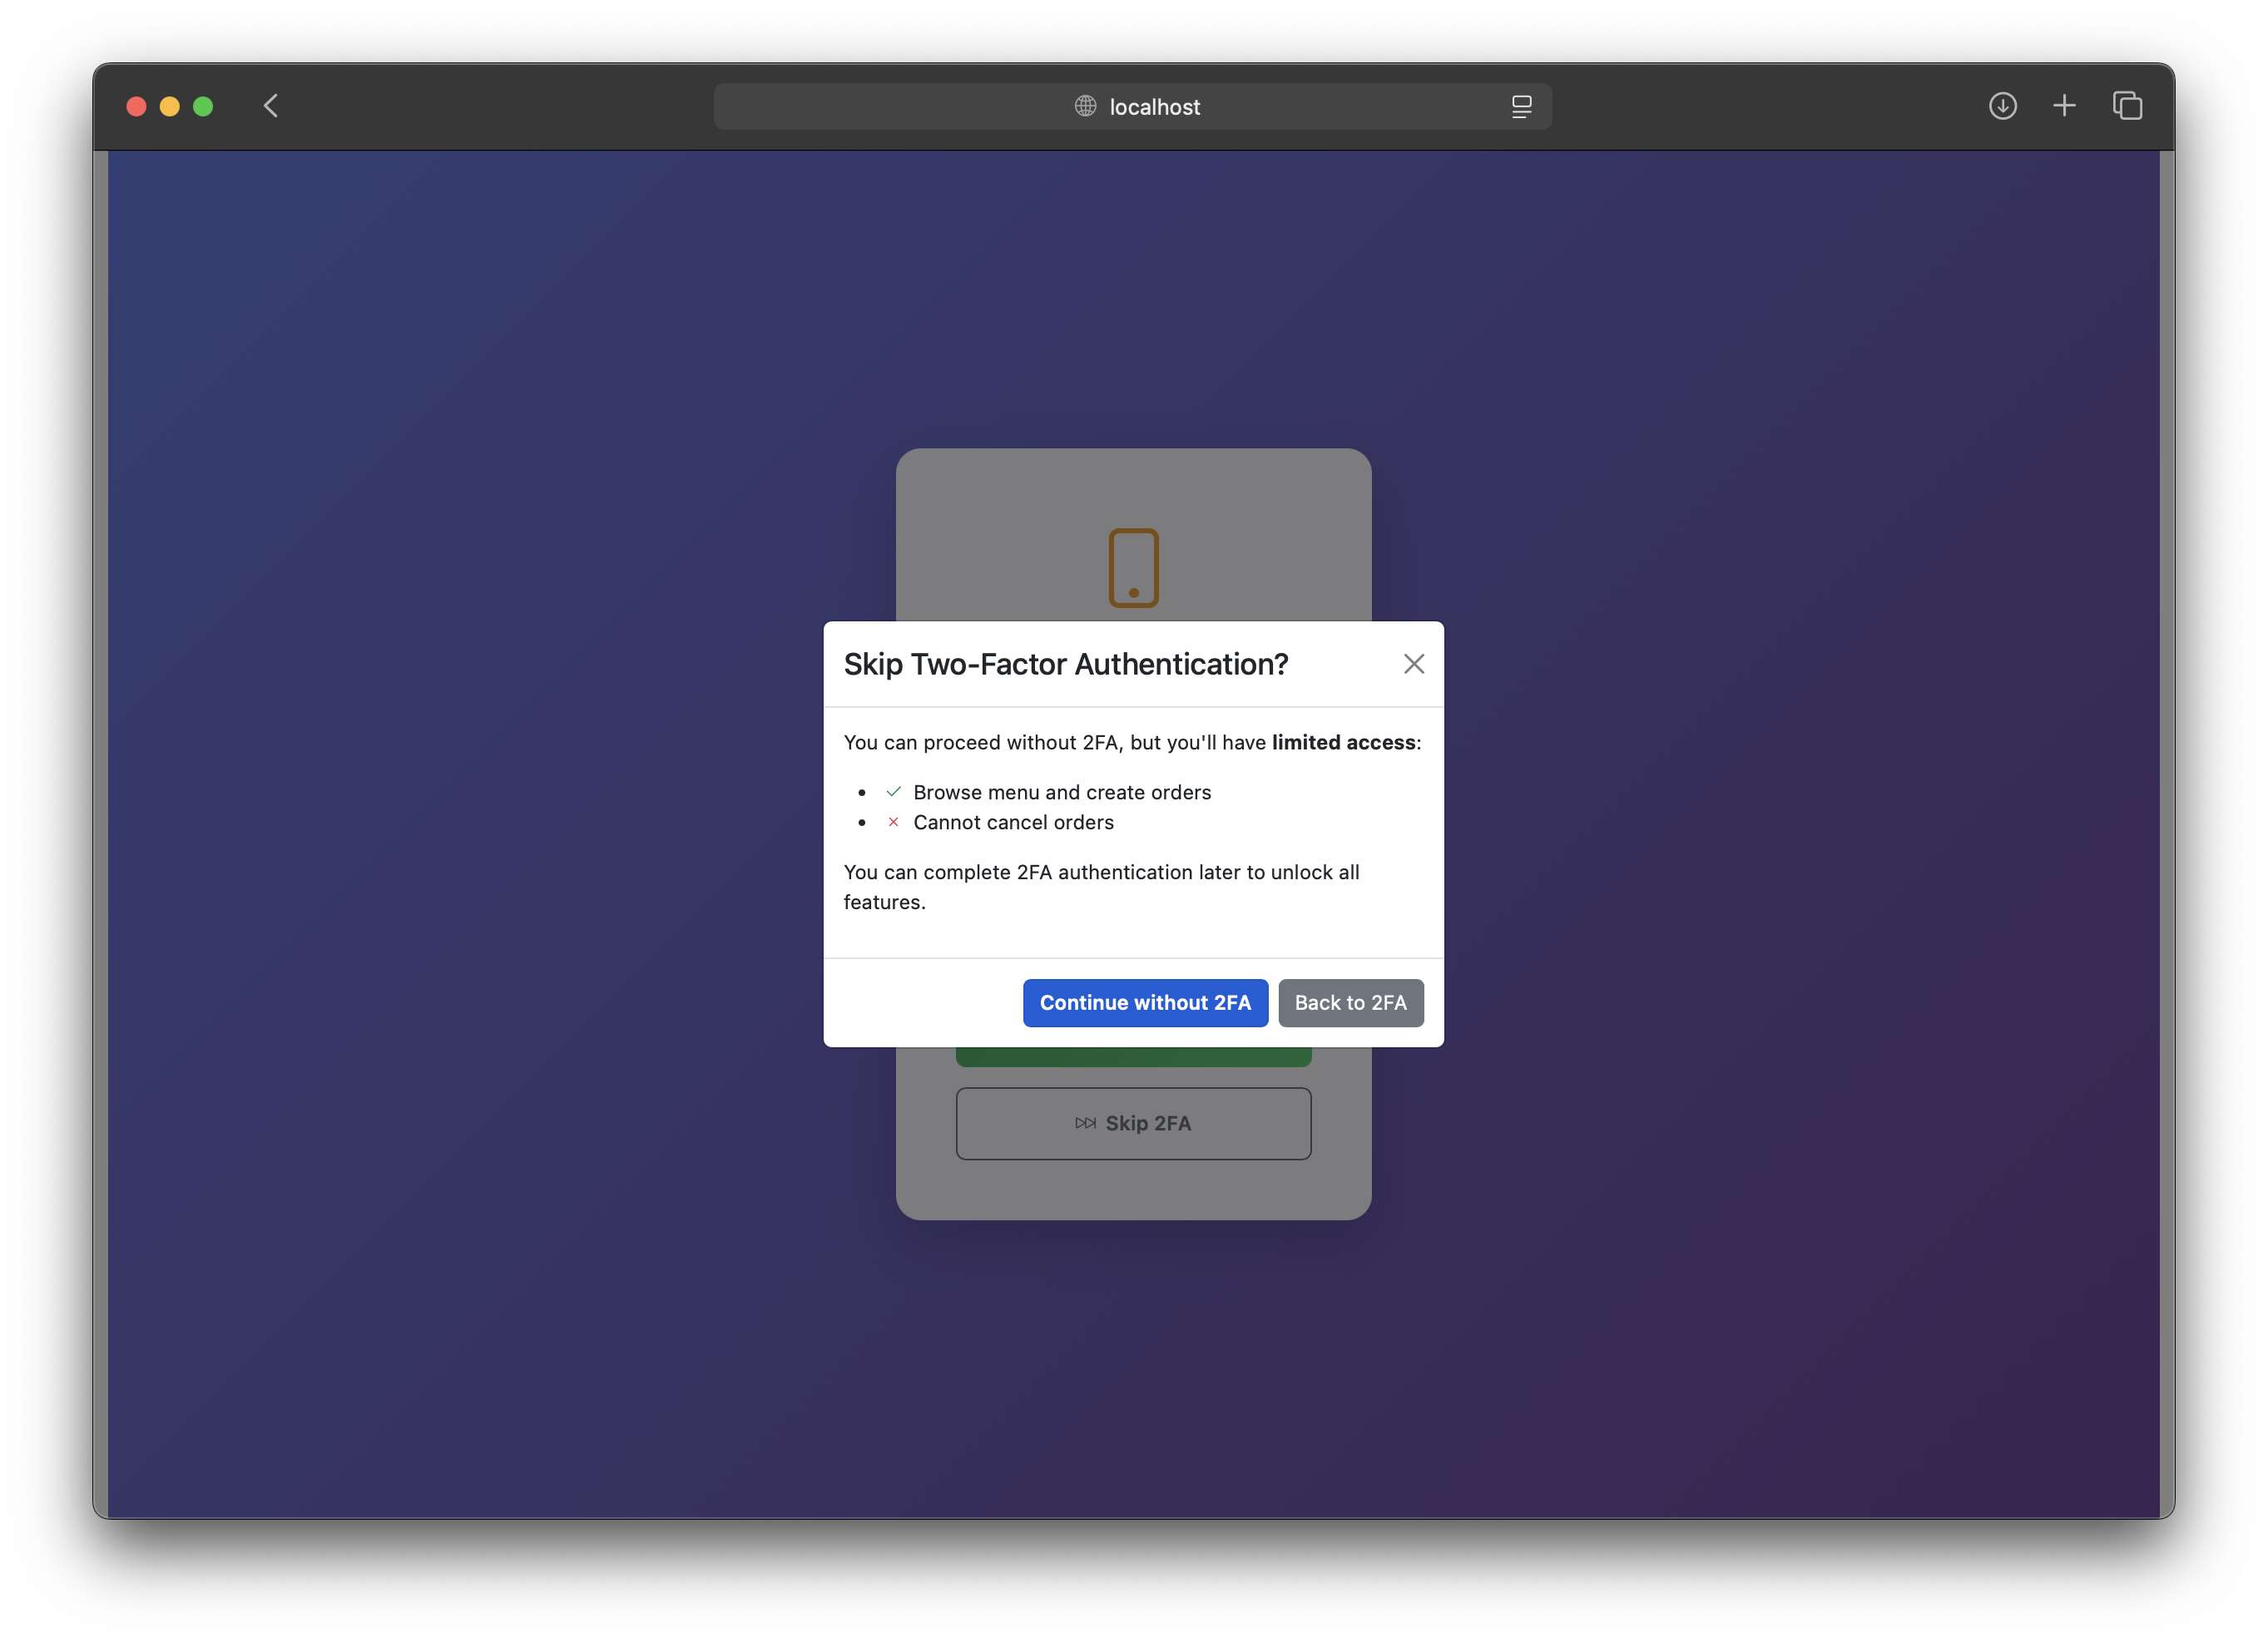 localhost
Skip Two-Factor Authentication?
You can proceed without 2FA, but you'll have limited access:
Browse menu and create orders
Cannot cancel orders
You can complete 2FA authentication later to unlock all
features.
Continue without 2FA
Back to 2FA
Skip 2FA